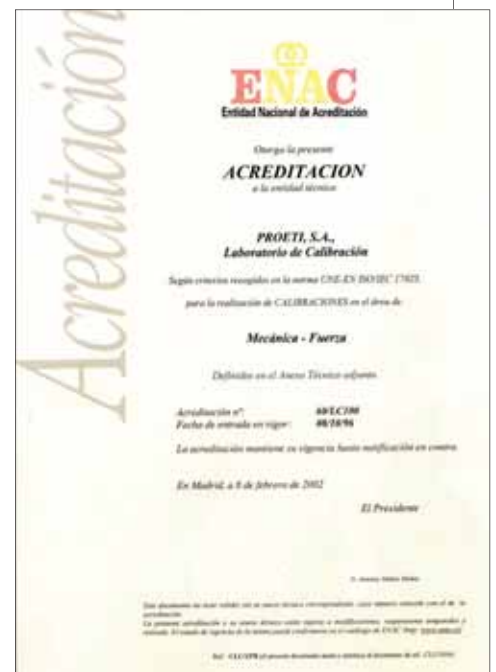 Acreditación
ENAC
Entidad Nacional de Acreditación
Otorga la presente
ACREDITACION
a la entidad técnica
PROETI, S.A.,
Laboratorio de Calibración
Según criterios recogidos en la norma UNE-EN ISO/IEC 17025,
para la realización de CALIBRACIONES en el área de
Mecánica - Fuerza
Definidas en el Anexo Técnico adjunto.
Acreditación nº: 60/LC100
Fecha de entrada en vigor: 08/10/96
La acreditación mantiene su vigencia hasta notificación en contra.
En Madrid, a 8 de febrero de 2002
El Presidente